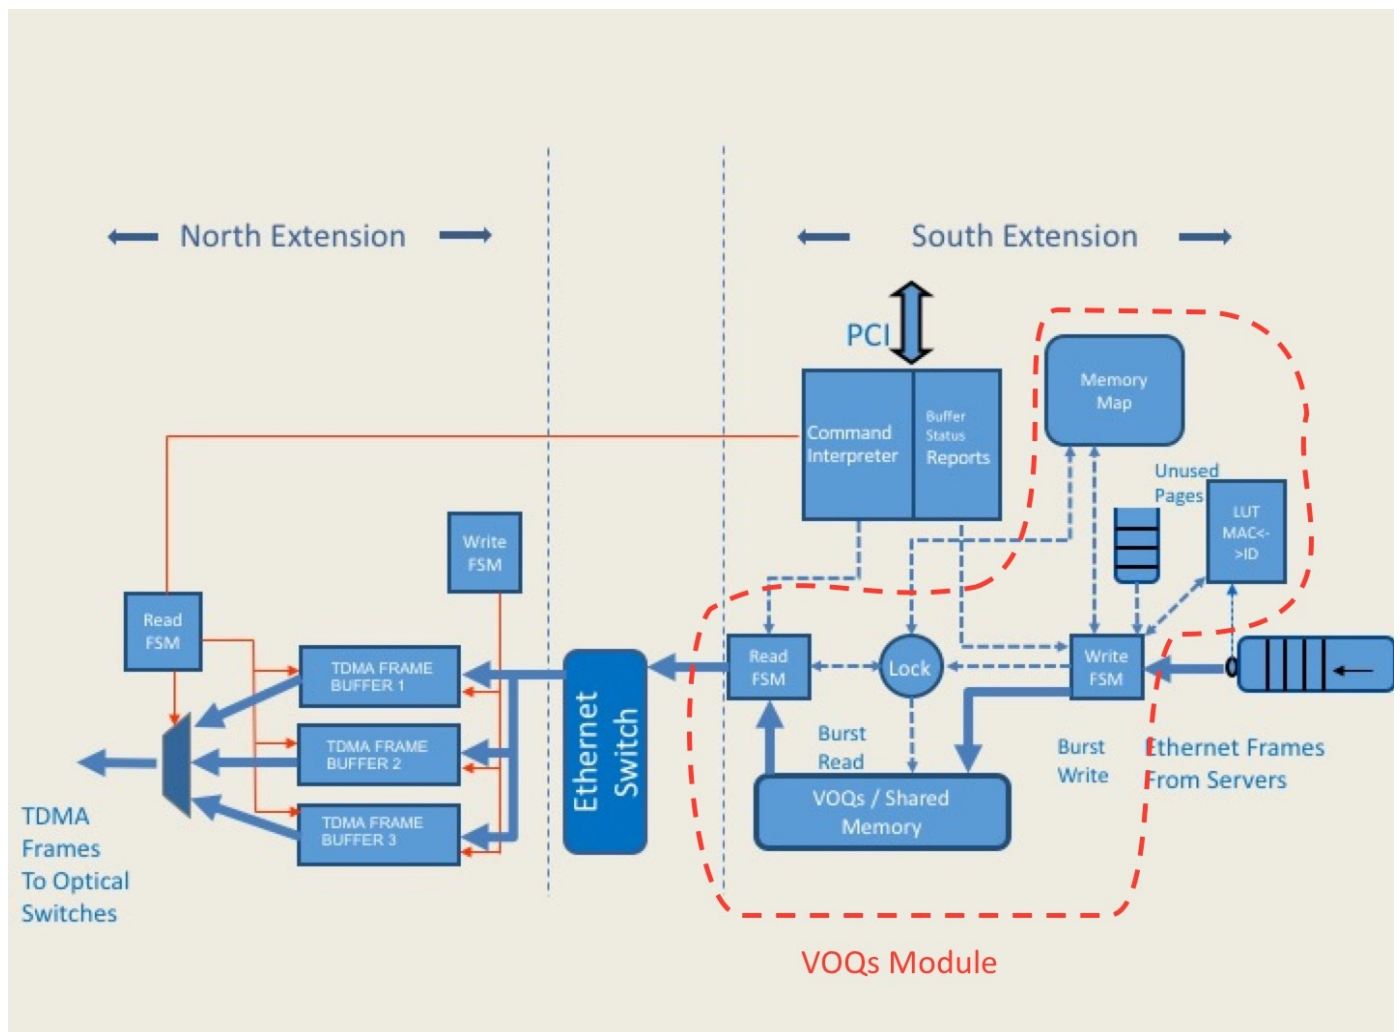 North Extension
South Extension
PCI
Memory
Map
Command
Interpreter
Buffer
Status
Reports
Unused
Pages
LUT
MAC<-
>ID
Write
FSM
Read
FSM
TDMA FRAME
BUFFER 1
TDMA FRAME
BUFFER 2
TDMA FRAME
BUFFER 3
Ethernet
Switch
Read
FSM
Lock
Write
FSM
Burst
Read
Burst
Write
Ethernet Frames
From Servers
VOQs / Shared
Memory
TDMA
Frames
To Optical
Switches
VOQs Module